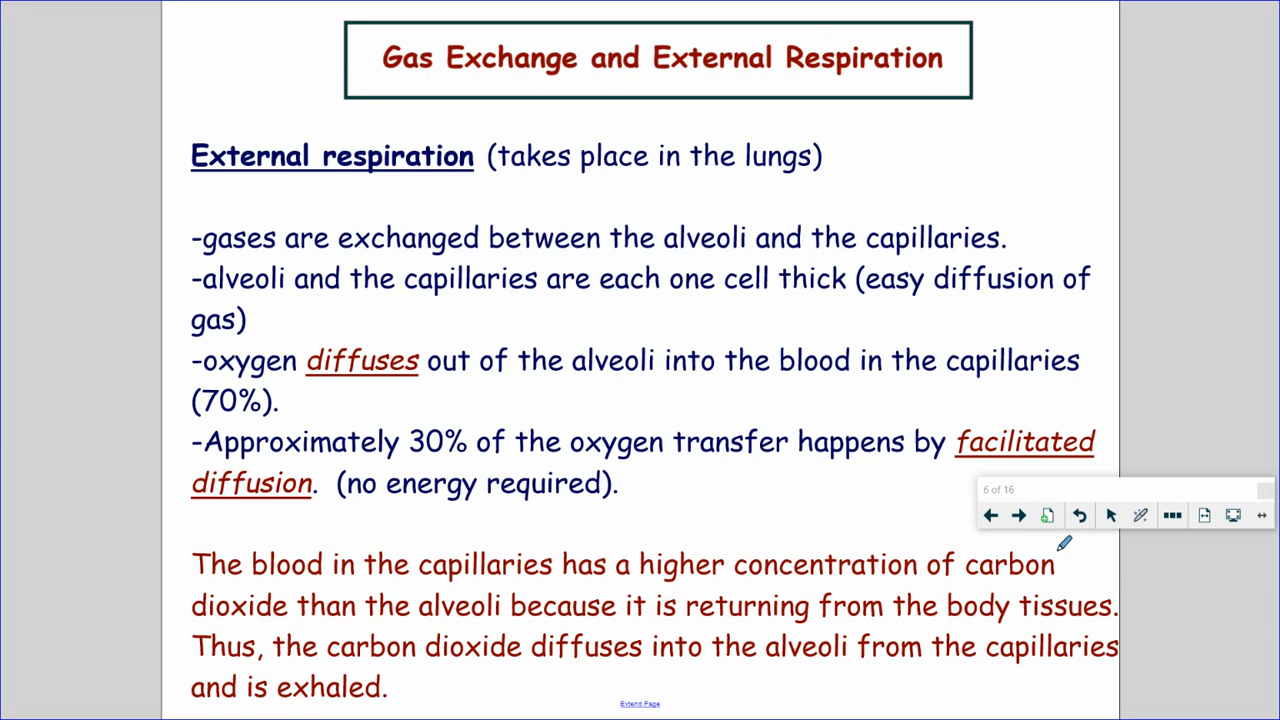 Gas Exchange and External Respiration
External respiration (takes place in the lungs)
-gases are exchanged between the alveoli and the capillaries.
-alveoli and the capillaries are each one cell thick (easy diffusion of
gas)
-oxygen diffuses out of the alveoli into the blood in the capillaries
(70%).
-Approximately 30% of the oxygen transfer happens by facilitated
diffusion. (no energy required).
6 of 16
The blood in the capillaries has a higher concentration of carbon
dioxide than the alveoli because it is returning from the body tissues.
Thus, the carbon dioxide diffuses into the alveoli from the capillaries
and is exhaled.
Extend Page